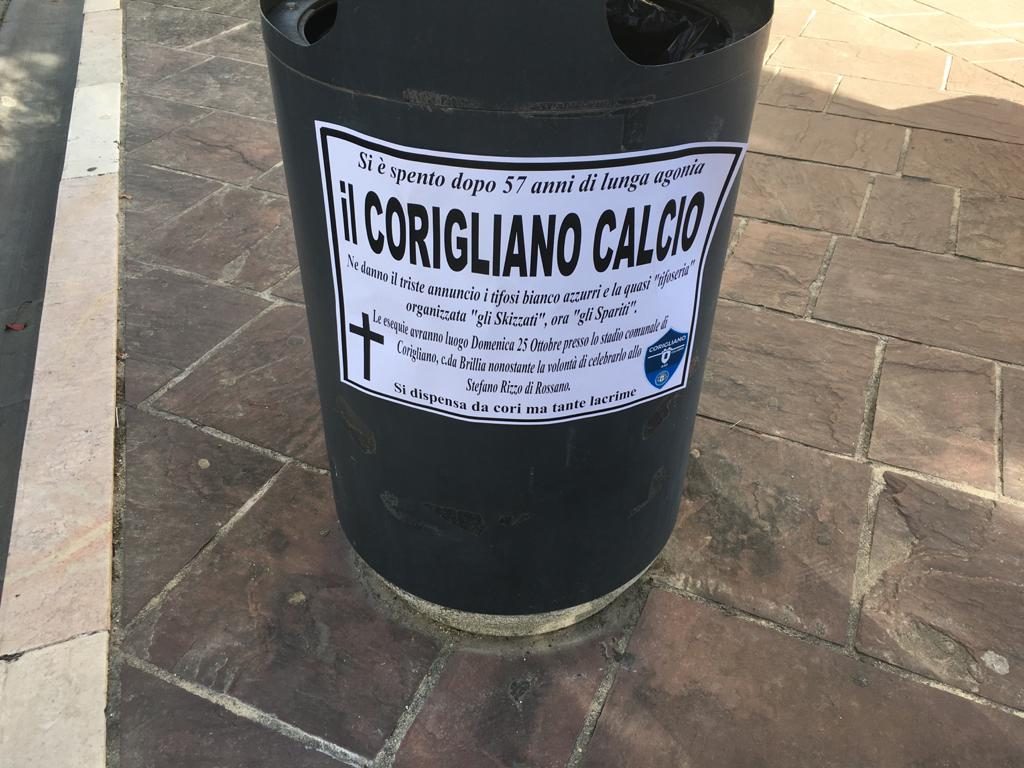 Si è spento dopo 57 anni di lunga agonia
il CORIGLIANO CALCIO
Ne danno il triste annuncio i tifosi bianco azzurri e la quasi "tifoseria"
organizzata "gli Skizzati", ora "gli Spariti".
Le esequie avranno luogo Domenica 25 Ottobre presso lo stadio comunale di
Corigliano, c.da Brillia nonostante la volontà di celebrarlo allo
Stefano Rizzo di Rossano.
Si dispensa da cori ma tante lacrime
CORIGLIANO